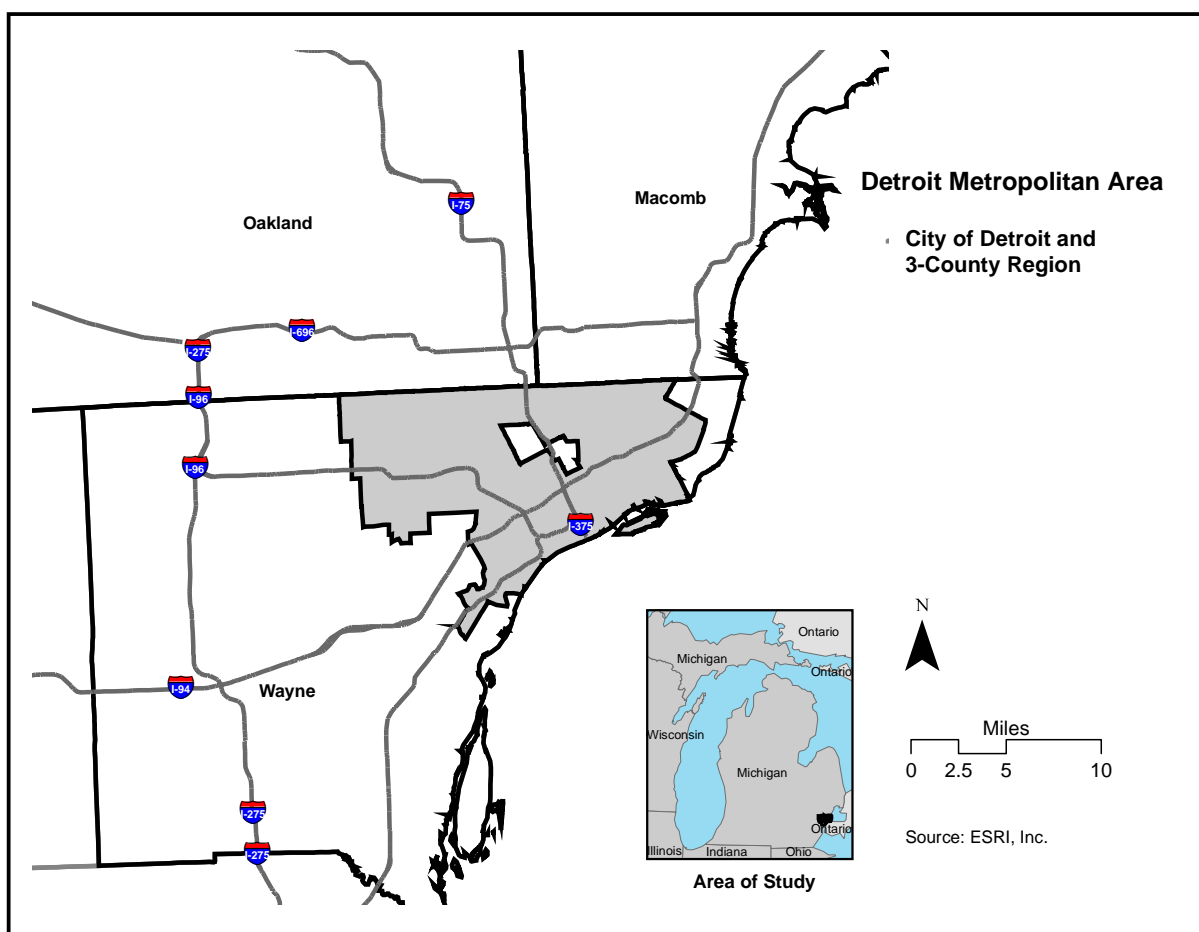 Detroit Metropolitan Area
City of Detroit and
3-County Region
Macomb
Oakland
I-75
I-696
I-275
I-96
I-96
I-375
I-94
Wayne
I-275
I-275
Ontario
Michigan
Ontario
Wisconsin
Michigan
Ontario
Illinois
Indiana
Ohio
Area of Study
N
Miles
0 2.5 5 10
Source: ESRI, Inc.